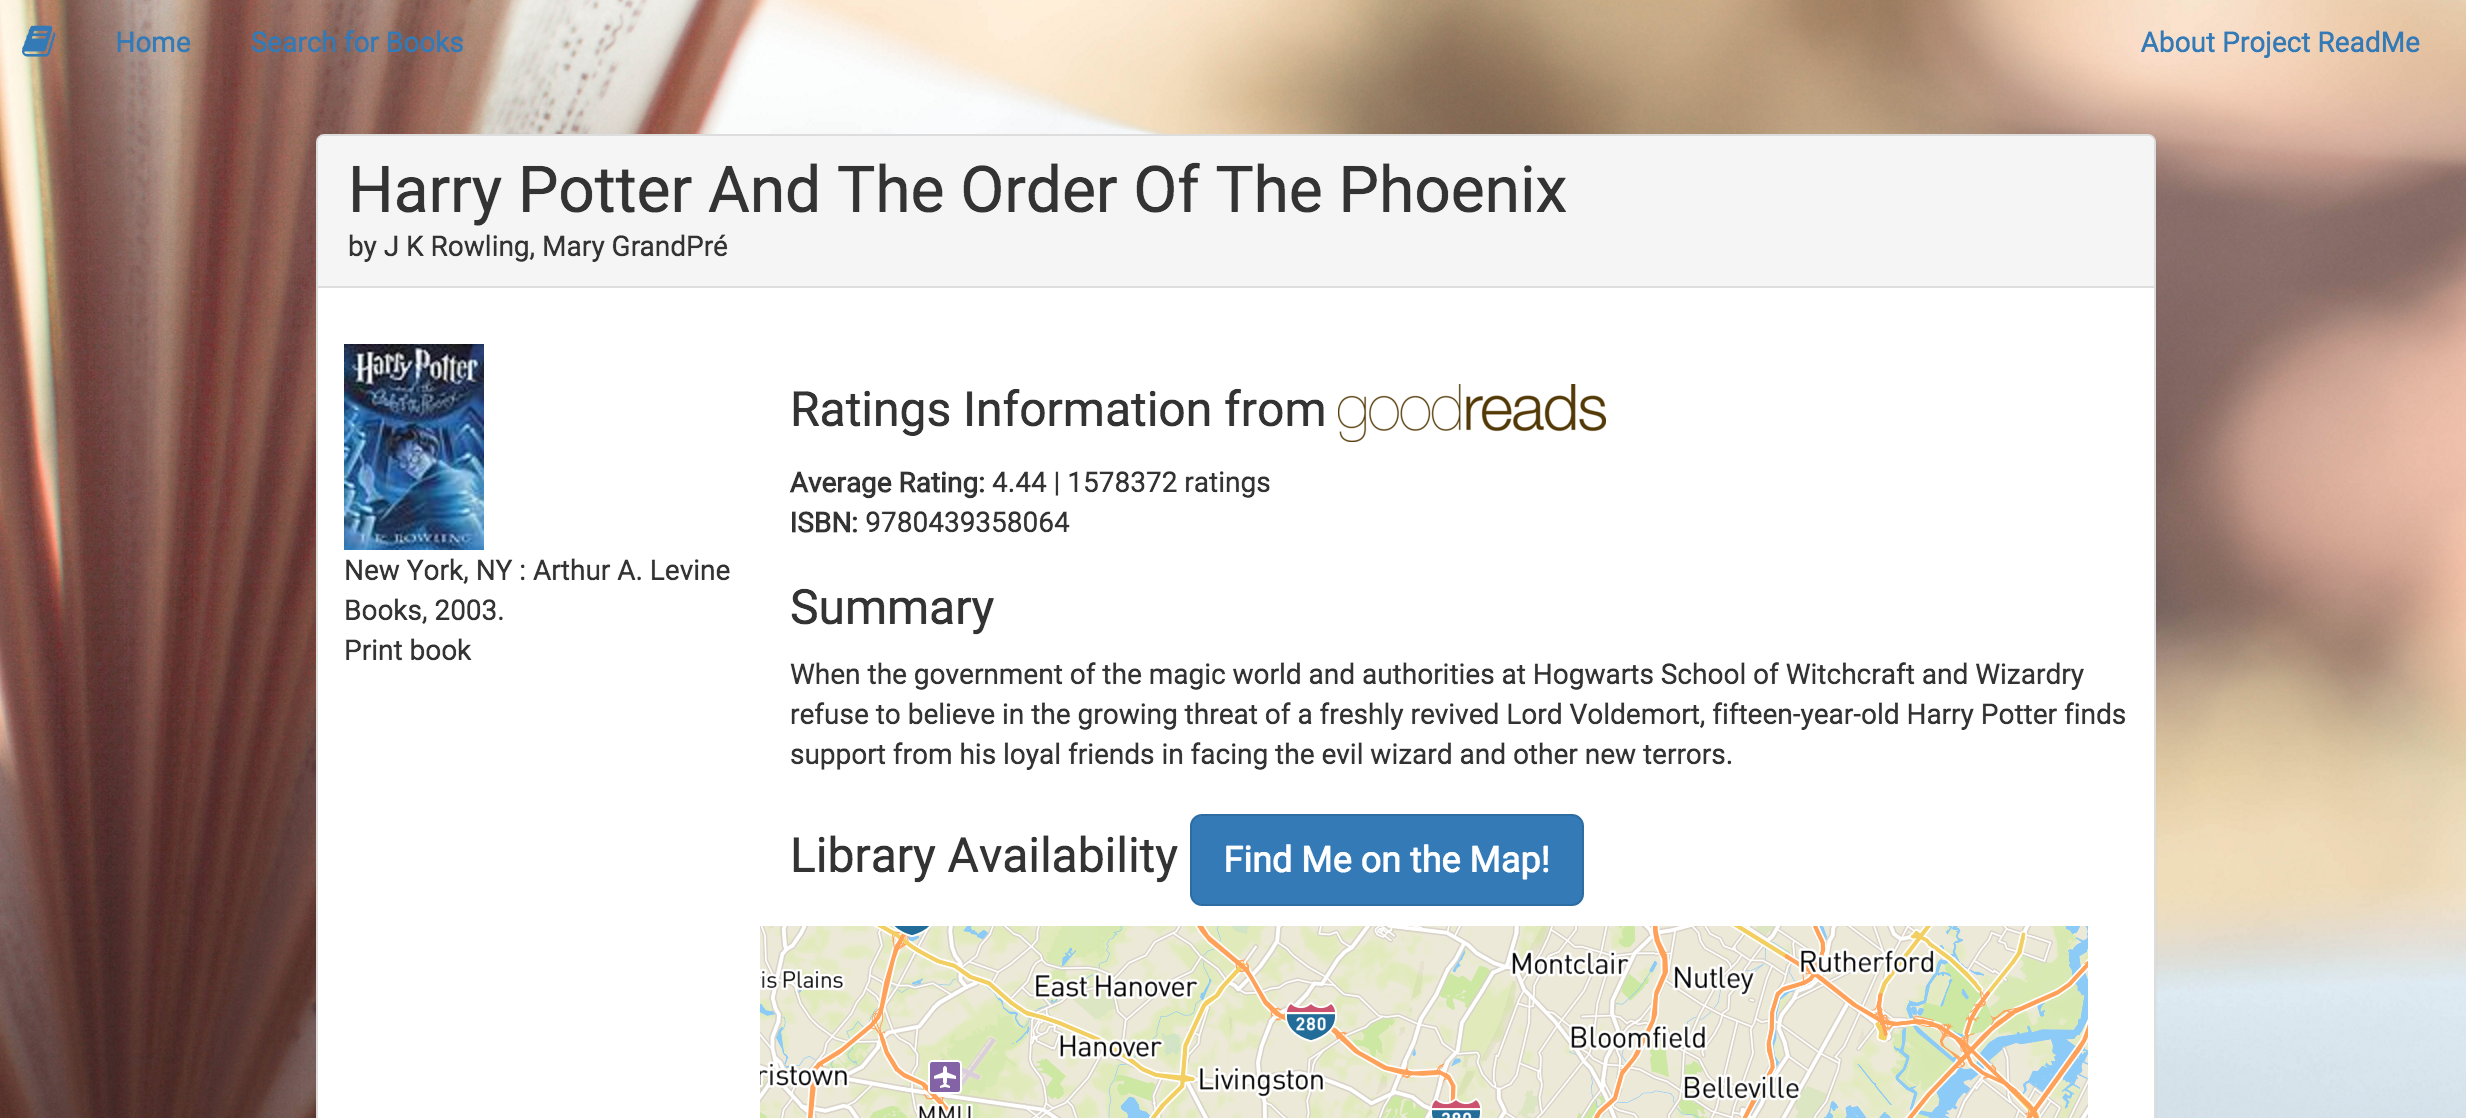 Home
Search for Books
About Project ReadMe
Harry Potter And The Order Of The Phoenix
by J K Rowling, Mary GrandPré
Harry Potter
and the
Order of the Phoenix
J. K. ROWLING
New York, NY : Arthur A. Levine
Books, 2003.
Print book
Ratings Information from goodreads
Average Rating: 4.44 | 1578372 ratings
ISBN: 9780439358064
Summary
When the government of the magic world and authorities at Hogwarts School of Witchcraft and Wizardry
refuse to believe in the growing threat of a freshly revived Lord Voldemort, fifteen-year-old Harry Potter finds
support from his loyal friends in facing the evil wizard and other new terrors.
Library Availability
Find Me on the Map!
is Plains
East Hanover
Montclair
Nutley
Rutherford
280
Hanover
Bloomfield
ristown
Livingston
Belleville
MMU
280